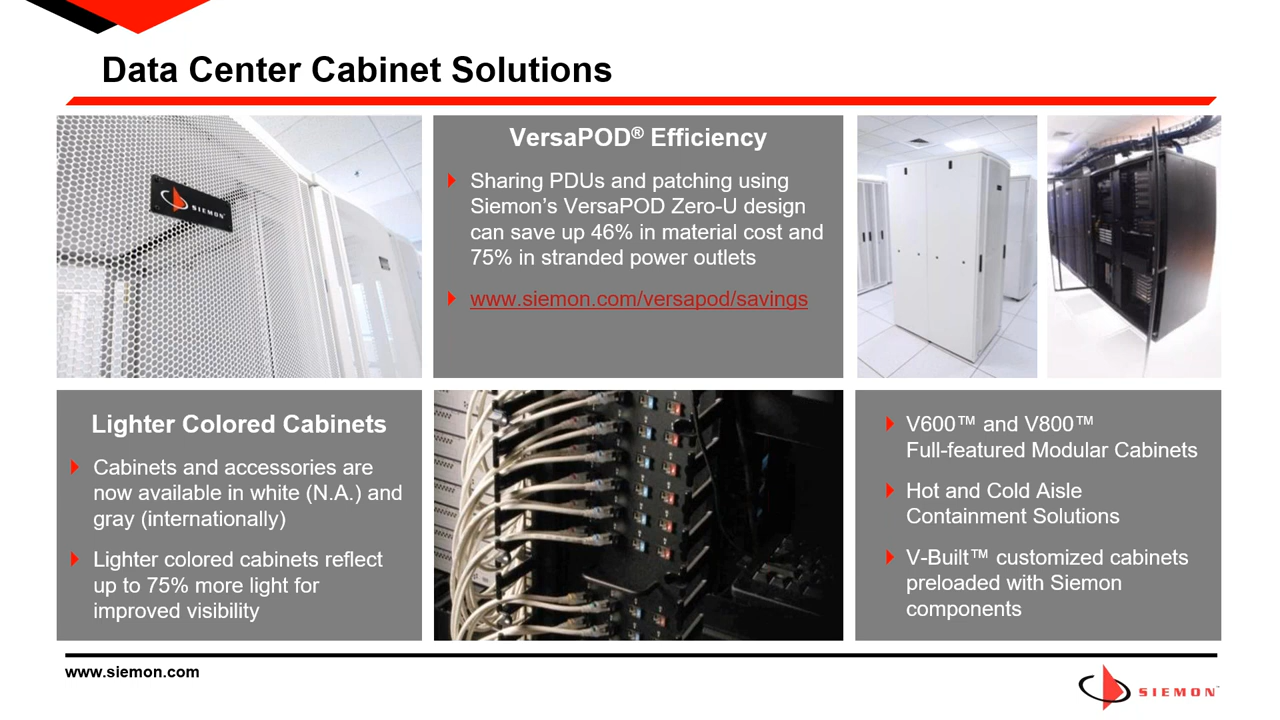 Data Center Cabinet Solutions
SIEMON
VersaPOD® Efficiency
Sharing PDUs and patching using
Siemon’s VersaPOD Zero-U design
can save up 46% in material cost and
75% in stranded power outlets
www.siemon.com/versapod/savings
Lighter Colored Cabinets
Cabinets and accessories are
now available in white (N.A.) and
gray (internationally)
Lighter colored cabinets reflect
up to 75% more light for
improved visibility
V600™ and V800™
Full-featured Modular Cabinets
Hot and Cold Aisle
Containment Solutions
V-Built™ customized cabinets
preloaded with Siemon
components
www.siemon.com
SIEMON™